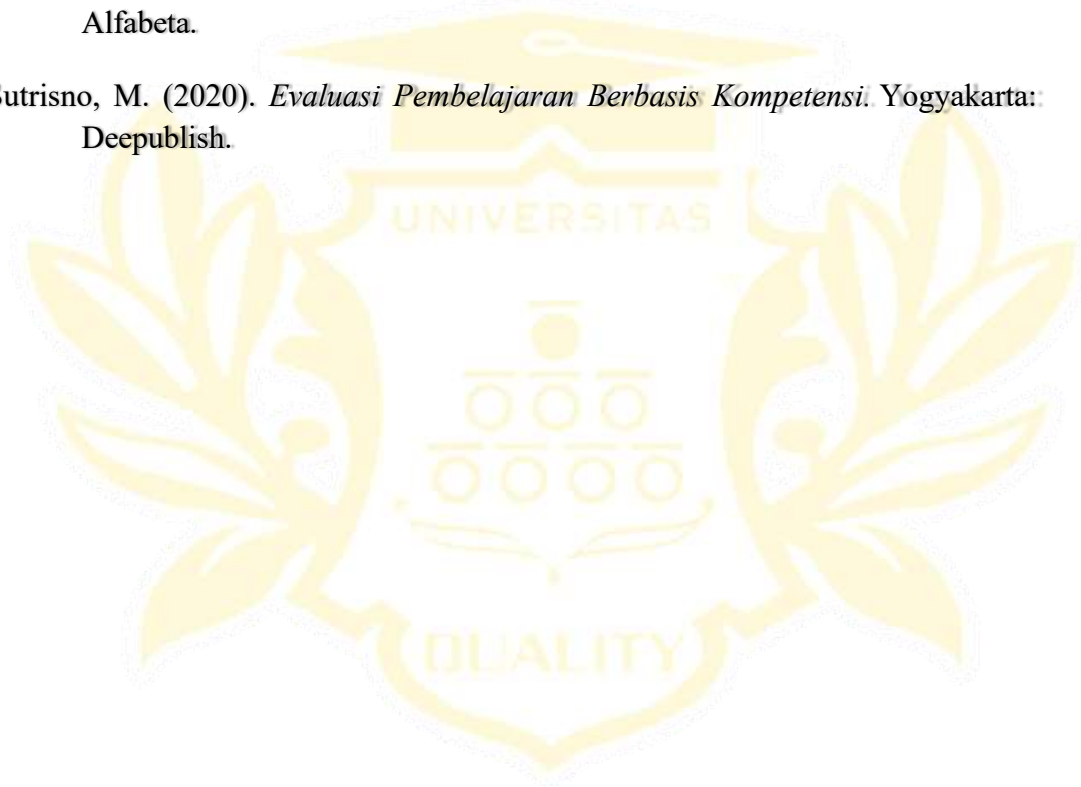 Alfabeta.
Sutrisno, M. (2020). Evaluasi Pembelajaran Berbasis Kompetensi. Yogyakarta:
Deepublish.
UNIVERSITAS
QUALITY